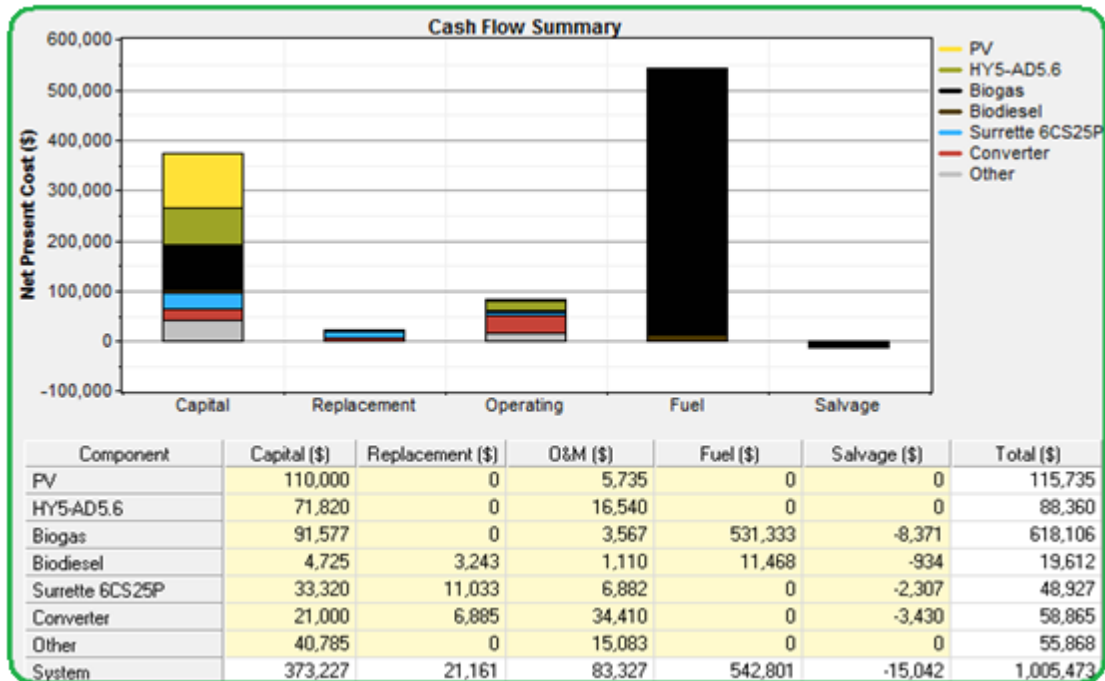 Cash Flow Summary
600,000
500,000
400,000
300,000
200,000
100,000
0
-100,000
Net Present Cost ($)
Capital Replacement Operating Fuel Salvage
PV
HY5-AD5.6
Biogas
Biodiesel
Surrette 6CS25P
Converter
Other
Component Capital ($) Replacement ($) O&M ($) Fuel ($) Salvage ($) Total ($)
PV 110,000 0 5,735 0 0 115,735
HY5-AD5.6 71,820 0 16,540 0 0 88,360
Biogas 91,577 0 3,567 531,333 -8,371 618,106
Biodiesel 4,725 3,243 1,110 11,468 -934 19,612
Surrette 6CS25P 33,320 11,033 6,882 0 -2,307 48,927
Converter 21,000 6,885 34,410 0 -3,430 58,865
Other 40,785 0 15,083 0 0 55,868
System 373,227 21,161 83,327 542,801 -15,042 1,005,473